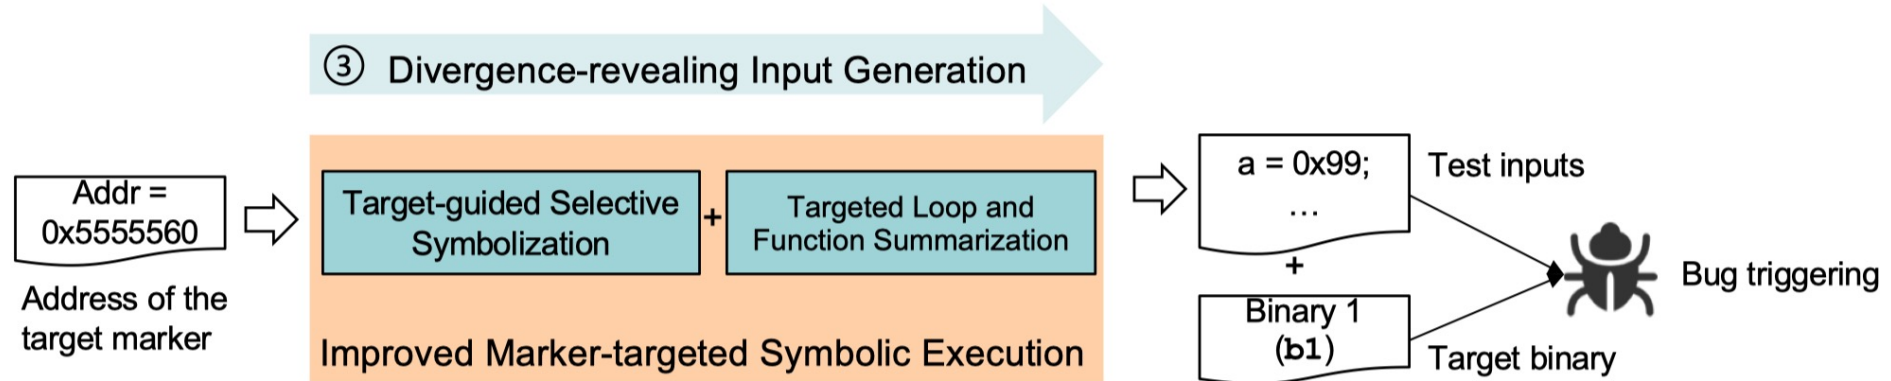 ③ Divergence-revealing Input Generation
Addr =
0x5555560
Address of the
target marker
Target-guided Selective
Symbolization
+
Targeted Loop and
Function Summarization
Improved Marker-targeted Symbolic Execution
a = 0x99;
...
Test inputs
+
Binary 1
(b1)
Target binary
Bug triggering